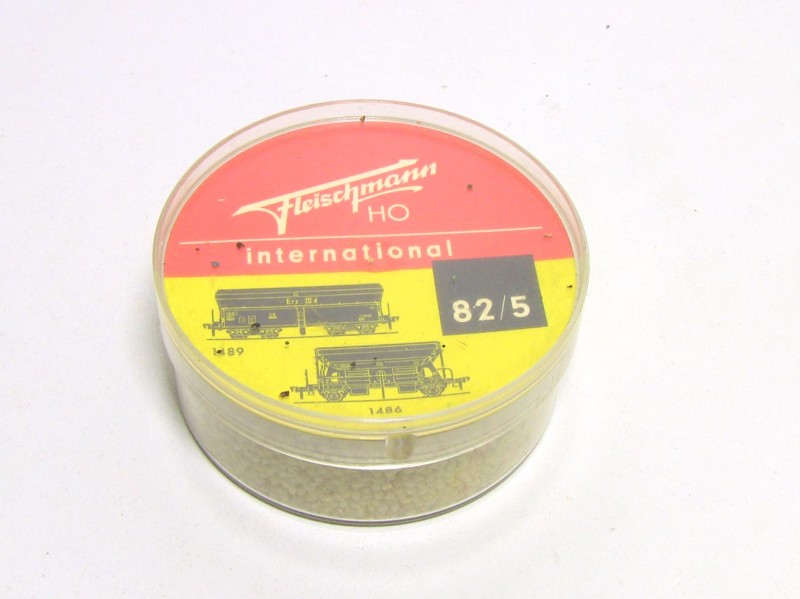 Fleischmann
HO
international
82/5
Erz IIId
1489
1486